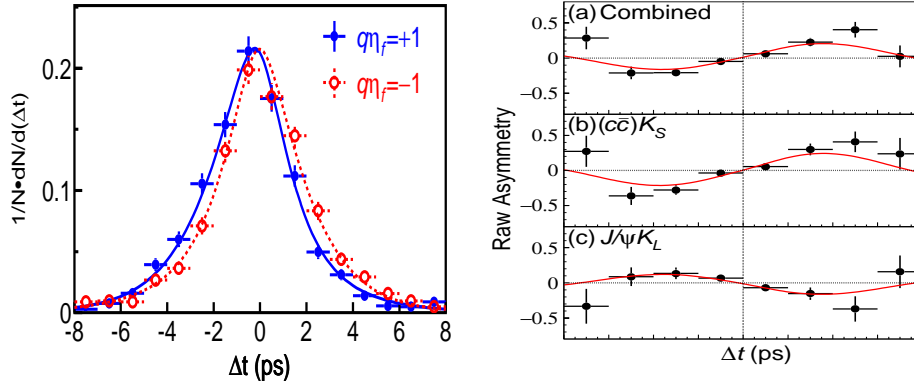 1/N•dN/d(Δt)
0.2
0.1
0
qη_f=+1
qη_f=−1
-8 -6 -4 -2 0 2 4 6 8
Δt (ps)
Raw Asymmetry
(a) Combined
0.5
0
−0.5
(b) (cc̄)K_S
0.5
0
−0.5
(c) J/ψK_L
0.5
0
−0.5
Δt (ps)